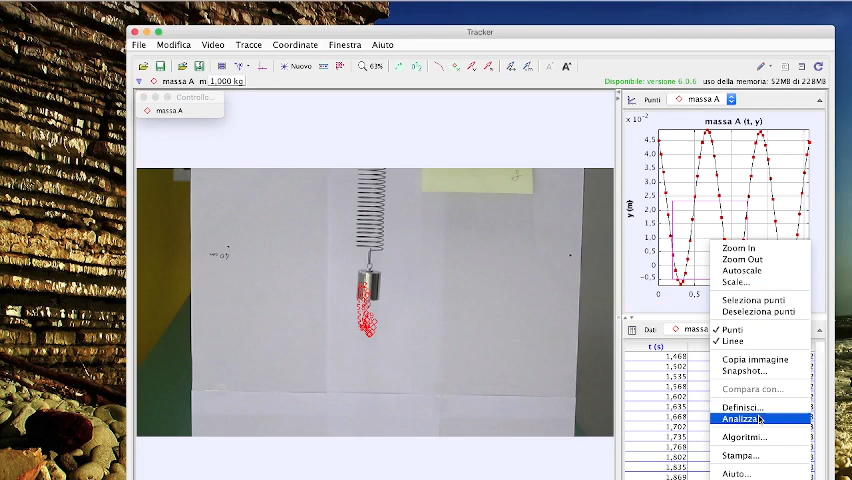 Tracker
File Modifica Video Tracce Coordinate Finestra Aiuto
Nuovo 63% A A
massa A m 1,000 kg
Disponibile: versione 6.0.6 uso della memoria: 52MB di 228MB
Controllo...
massa A
Punti massa A
massa A (t, y)
x 10^-2
4,5
4,0
3,5
3,0
2,5
2,0
1,5
1,0
0,5
0
-0,5
y (m)
0 0,5
Zoom In
Zoom Out
Autoscale
Scale...
Seleziona punti
Deseleziona punti
✓ Punti
✓ Linee
Copia immagine
Snapshot...
Compara con...
Definisci...
Analizza
Algoritmi...
Stampa...
Aiuto...
Dati massa
t (s)
1,468
1,502
1,535
1,568
1,602
1,635
1,668
1,702
1,735
1,768
1,802
1,835
1,869